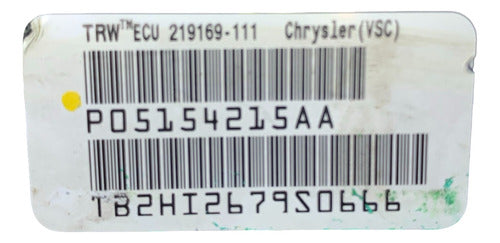 TRW™ECU 219169-111 Chrysler(VSC)
P05154215AA
TB2HI2679S0666